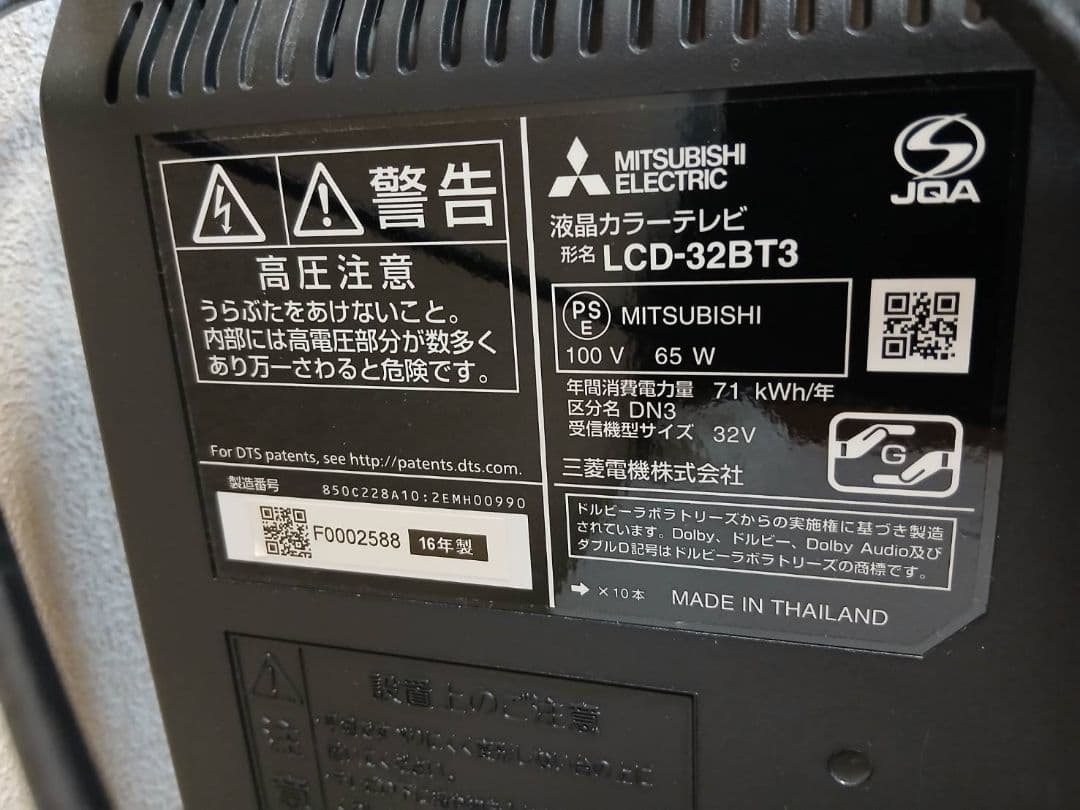 警告
高圧注意
うらぶたをあけないこと。
内部には高電圧部分が数多く
あり万一さわると危険です。
For DTS patents, see http://patents.dts.com.
製造番号
850C228A10:2EMH00990
F0002588 16年製
MITSUBISHI
ELECTRIC
JQA
液晶カラーテレビ
形名 LCD-32BT3
PS
E
MITSUBISHI
100 V 65 W
年間消費電力量 71 kWh/年
区分名 DN3
受信機型サイズ 32V
G
三菱電機株式会社
ドルビーラボラトリーズからの実施権に基づき製造
されています。Dolby、ドルビー、Dolby Audio及び
ダブルD記号はドルビーラボラトリーズの商標です。
➡ ×10本 MADE IN THAILAND
設置上のご注意
注
意